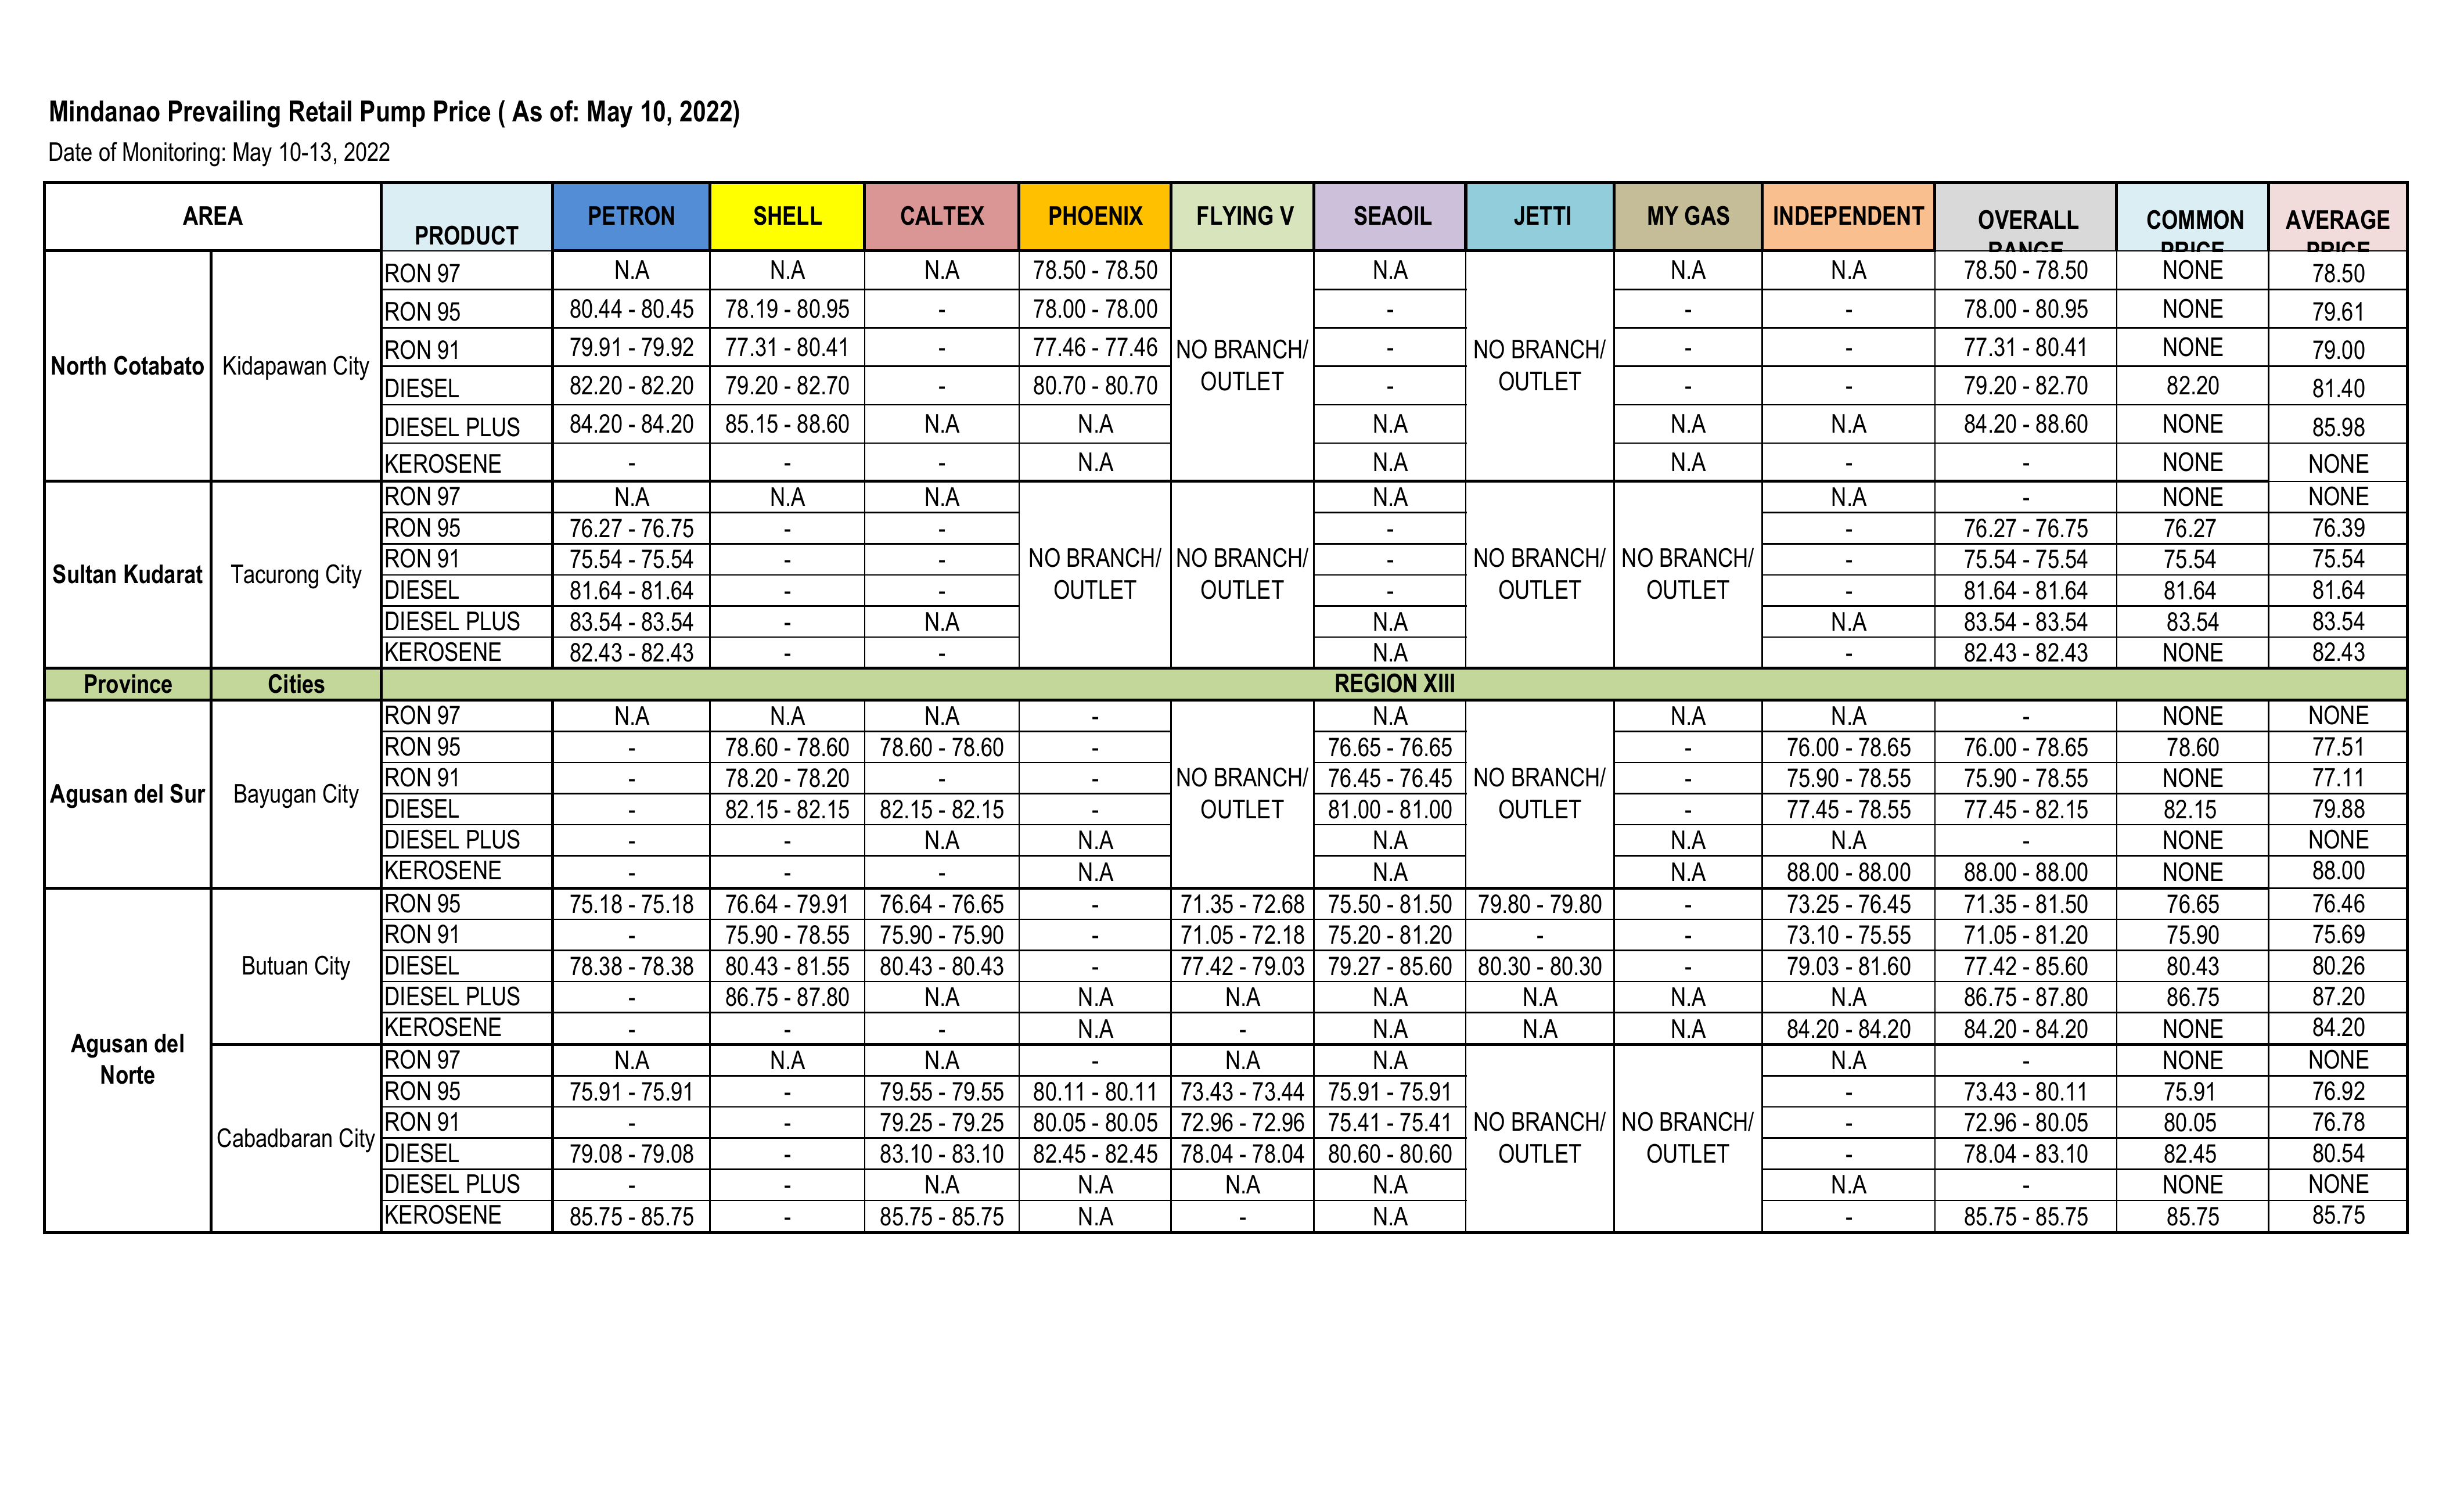 Mindanao Prevailing Retail Pump Price ( As of: May 10, 2022)
Date of Monitoring: May 10-13, 2022
AREA PRODUCT PETRON SHELL CALTEX PHOENIX FLYING V SEAOIL JETTI MY GAS INDEPENDENT OVERALL RANGE COMMON PRICE AVERAGE PRICE
North Cotabato Kidapawan City
RON 97 N.A N.A N.A 78.50 - 78.50 NO BRANCH/ OUTLET N.A NO BRANCH/ OUTLET N.A N.A 78.50 - 78.50 NONE 78.50
RON 95 80.44 - 80.45 78.19 - 80.95 - 78.00 - 78.00 - - - 78.00 - 80.95 NONE 79.61
RON 91 79.91 - 79.92 77.31 - 80.41 - 77.46 - 77.46 - - - 77.31 - 80.41 NONE 79.00
DIESEL 82.20 - 82.20 79.20 - 82.70 - 80.70 - 80.70 - - - 79.20 - 82.70 82.20 81.40
DIESEL PLUS 84.20 - 84.20 85.15 - 88.60 N.A N.A N.A N.A N.A 84.20 - 88.60 NONE 85.98
KEROSENE - - - N.A N.A N.A - - NONE NONE
Sultan Kudarat Tacurong City
RON 97 N.A N.A N.A NO BRANCH/ OUTLET NO BRANCH/ OUTLET N.A NO BRANCH/ OUTLET NO BRANCH/ OUTLET N.A - NONE NONE
RON 95 76.27 - 76.75 - - - - 76.27 - 76.75 76.27 76.39
RON 91 75.54 - 75.54 - - - - 75.54 - 75.54 75.54 75.54
DIESEL 81.64 - 81.64 - - - - 81.64 - 81.64 81.64 81.64
DIESEL PLUS 83.54 - 83.54 - N.A N.A N.A 83.54 - 83.54 83.54 83.54
KEROSENE 82.43 - 82.43 - - N.A - 82.43 - 82.43 NONE 82.43
Province Cities REGION XIII
Agusan del Sur Bayugan City
RON 97 N.A N.A N.A - NO BRANCH/ OUTLET N.A NO BRANCH/ OUTLET N.A N.A - NONE NONE
RON 95 - 78.60 - 78.60 78.60 - 78.60 - 76.65 - 76.65 - 76.00 - 78.65 76.00 - 78.65 78.60 77.51
RON 91 - 78.20 - 78.20 - - 76.45 - 76.45 - 75.90 - 78.55 75.90 - 78.55 NONE 77.11
DIESEL - 82.15 - 82.15 82.15 - 82.15 - 81.00 - 81.00 - 77.45 - 78.55 77.45 - 82.15 82.15 79.88
DIESEL PLUS - - N.A N.A N.A N.A N.A - NONE NONE
KEROSENE - - - N.A N.A N.A 88.00 - 88.00 88.00 - 88.00 NONE 88.00
Agusan del Norte
Butuan City
RON 95 75.18 - 75.18 76.64 - 79.91 76.64 - 76.65 - 71.35 - 72.68 75.50 - 81.50 79.80 - 79.80 - 73.25 - 76.45 71.35 - 81.50 76.65 76.46
RON 91 - 75.90 - 78.55 75.90 - 75.90 - 71.05 - 72.18 75.20 - 81.20 - - 73.10 - 75.55 71.05 - 81.20 75.90 75.69
DIESEL 78.38 - 78.38 80.43 - 81.55 80.43 - 80.43 - 77.42 - 79.03 79.27 - 85.60 80.30 - 80.30 - 79.03 - 81.60 77.42 - 85.60 80.43 80.26
DIESEL PLUS - 86.75 - 87.80 N.A N.A N.A N.A N.A N.A N.A 86.75 - 87.80 86.75 87.20
KEROSENE - - - N.A - N.A N.A N.A 84.20 - 84.20 84.20 - 84.20 NONE 84.20
Cabadbaran City
RON 97 N.A N.A N.A - N.A N.A NO BRANCH/ OUTLET NO BRANCH/ OUTLET N.A - NONE NONE
RON 95 75.91 - 75.91 - 79.55 - 79.55 80.11 - 80.11 73.43 - 73.44 75.91 - 75.91 - 73.43 - 80.11 75.91 76.92
RON 91 - - 79.25 - 79.25 80.05 - 80.05 72.96 - 72.96 75.41 - 75.41 - 72.96 - 80.05 80.05 76.78
DIESEL 79.08 - 79.08 - 83.10 - 83.10 82.45 - 82.45 78.04 - 78.04 80.60 - 80.60 - 78.04 - 83.10 82.45 80.54
DIESEL PLUS - - N.A N.A N.A N.A N.A - NONE NONE
KEROSENE 85.75 - 85.75 - 85.75 - 85.75 N.A - N.A - 85.75 - 85.75 85.75 85.75